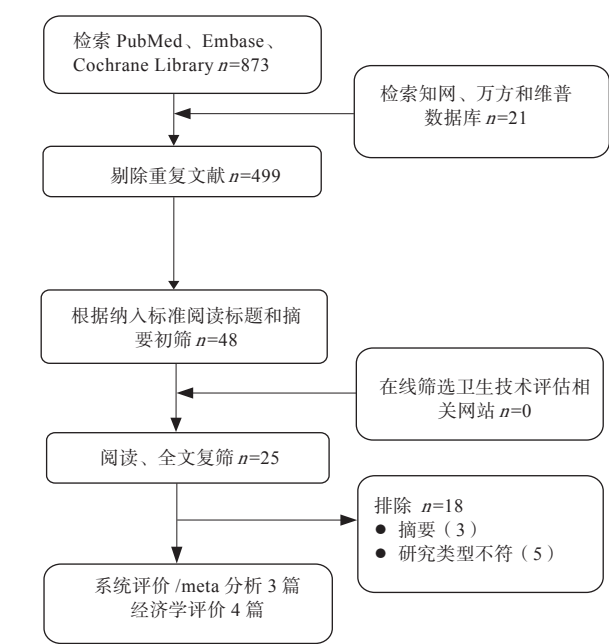 检索 PubMed、Embase、
Cochrane Library n=873
检索知网、万方和维普
数据库 n=21
剔除重复文献 n=499
根据纳入标准阅读标题和摘
要初筛 n=48
在线筛选卫生技术评估相
关网站 n=0
阅读、全文复筛 n=25
排除 n=18
● 摘要（3）
● 研究类型不符（5）
系统评价 /meta 分析 3 篇
经济学评价 4 篇